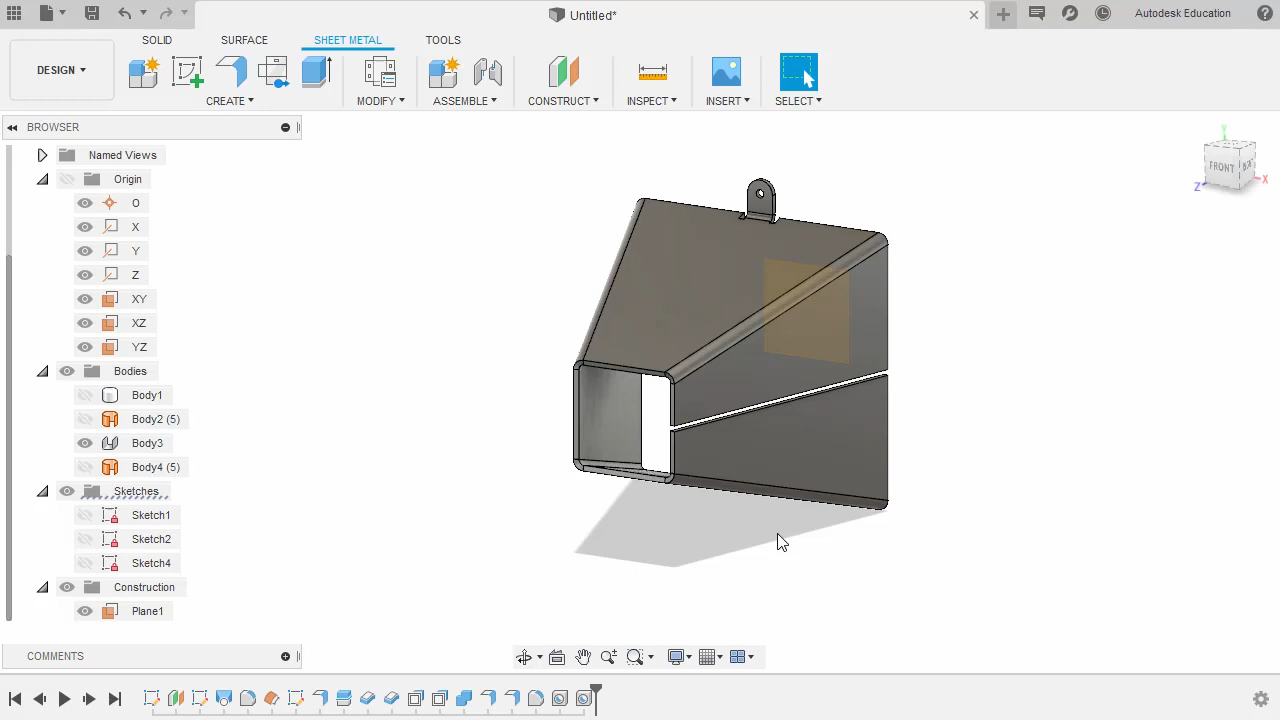 Untitled*
Autodesk Education
SOLID
SURFACE
SHEET METAL
TOOLS
DESIGN
CREATE
MODIFY
ASSEMBLE
CONSTRUCT
INSPECT
INSERT
SELECT
BROWSER
Named Views
Origin
O
X
Y
Z
XY
XZ
YZ
Bodies
Body1
Body2 (5)
Body3
Body4 (5)
Sketches
Sketch1
Sketch2
Sketch4
Construction
Plane1
Y
FRONT
Z
X
COMMENTS